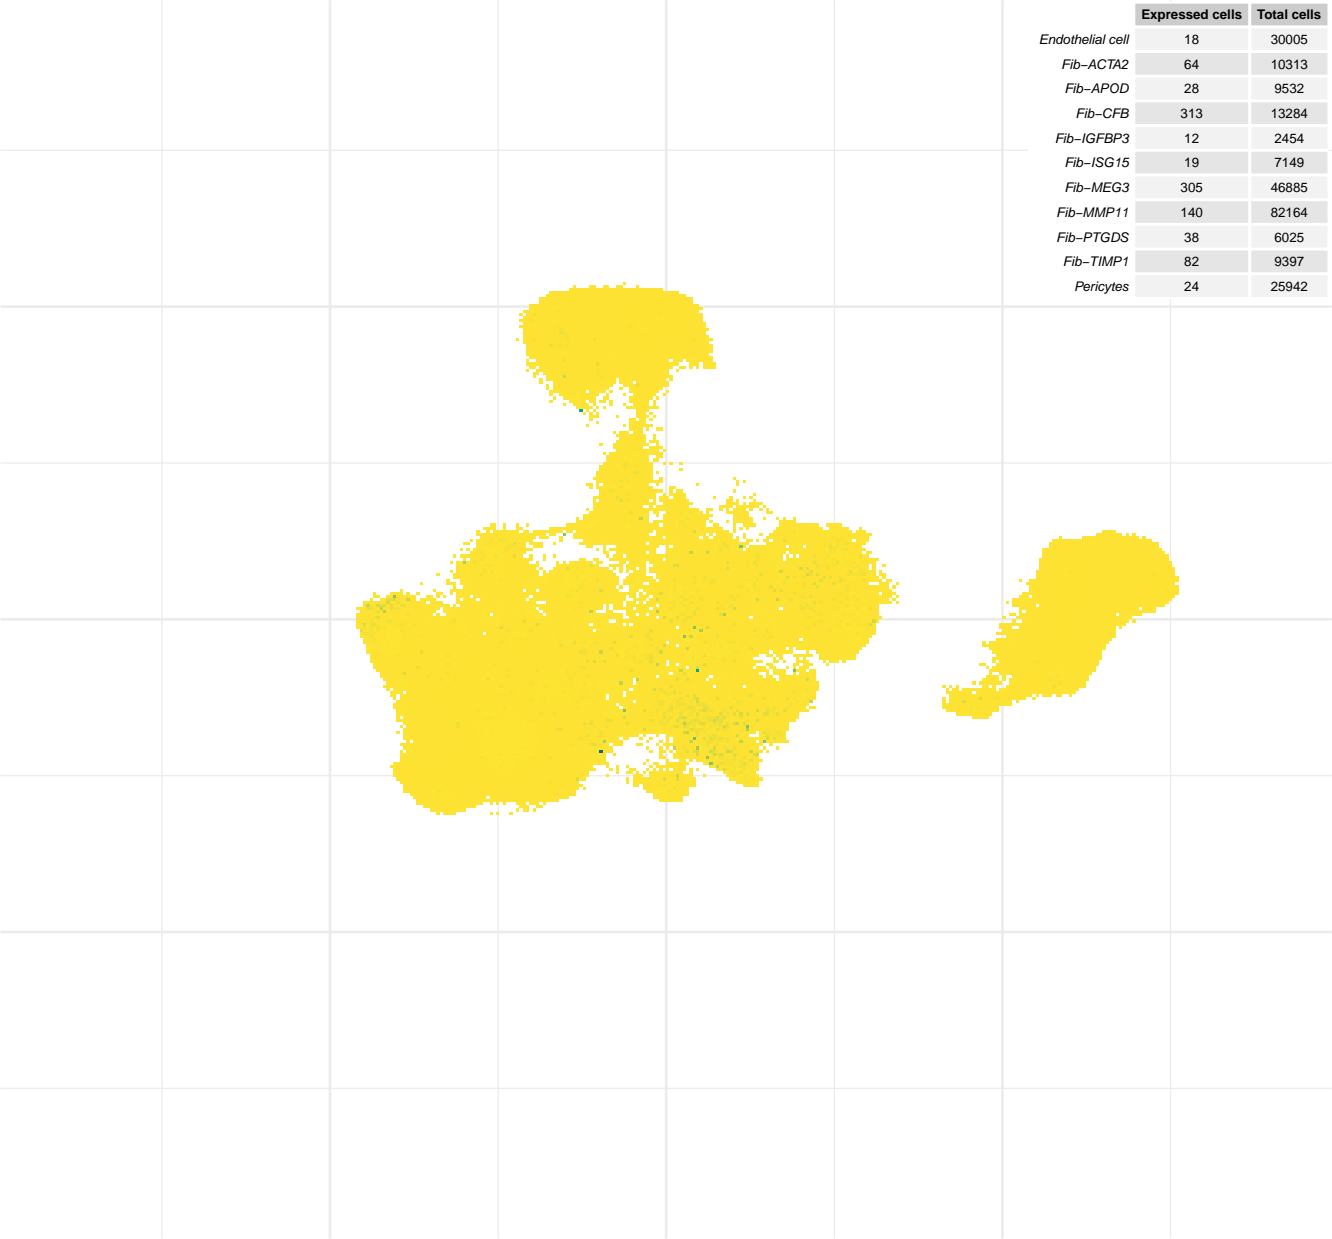 Expressed cells Total cells
Endothelial cell 18 30005
Fib−ACTA2 64 10313
Fib−APOD 28 9532
Fib−CFB 313 13284
Fib−IGFBP3 12 2454
Fib−ISG15 19 7149
Fib−MEG3 305 46885
Fib−MMP11 140 82164
Fib−PTGDS 38 6025
Fib−TIMP1 82 9397
Pericytes 24 25942